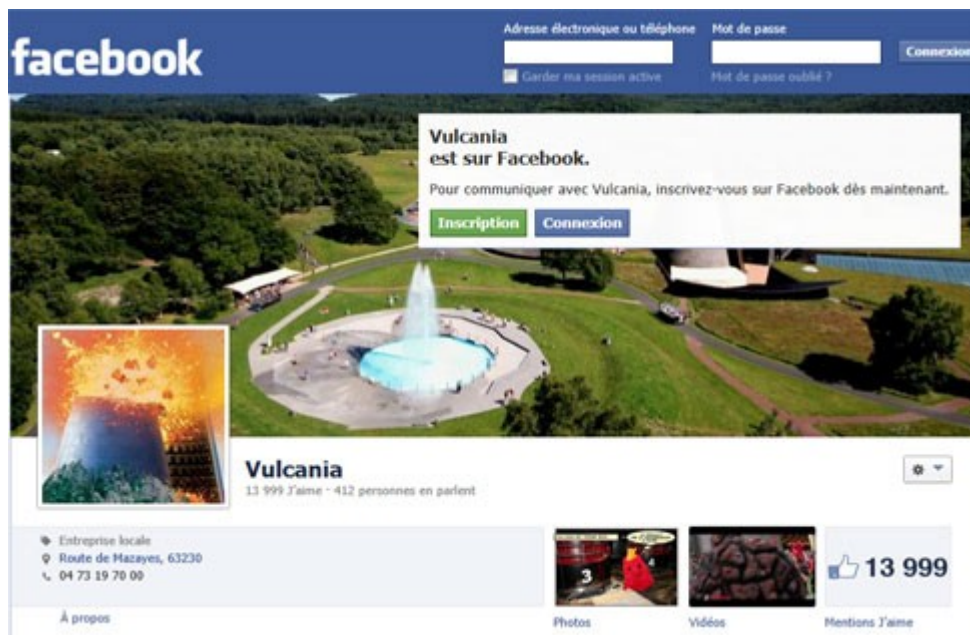 facebook
Adresse électronique ou téléphone
Mot de passe
Connexion
Garder ma session active
Mot de passe oublié ?
Vulcania
est sur Facebook.
Pour communiquer avec Vulcania, inscrivez-vous sur Facebook dès maintenant.
Inscription
Connexion
Vulcania
13 999 J'aime · 412 personnes en parlent
Entreprise locale
Route de Mazayes, 63230
04 73 19 70 00
À propos
3
4
Photos
Vidéos
13 999
Mentions J'aime